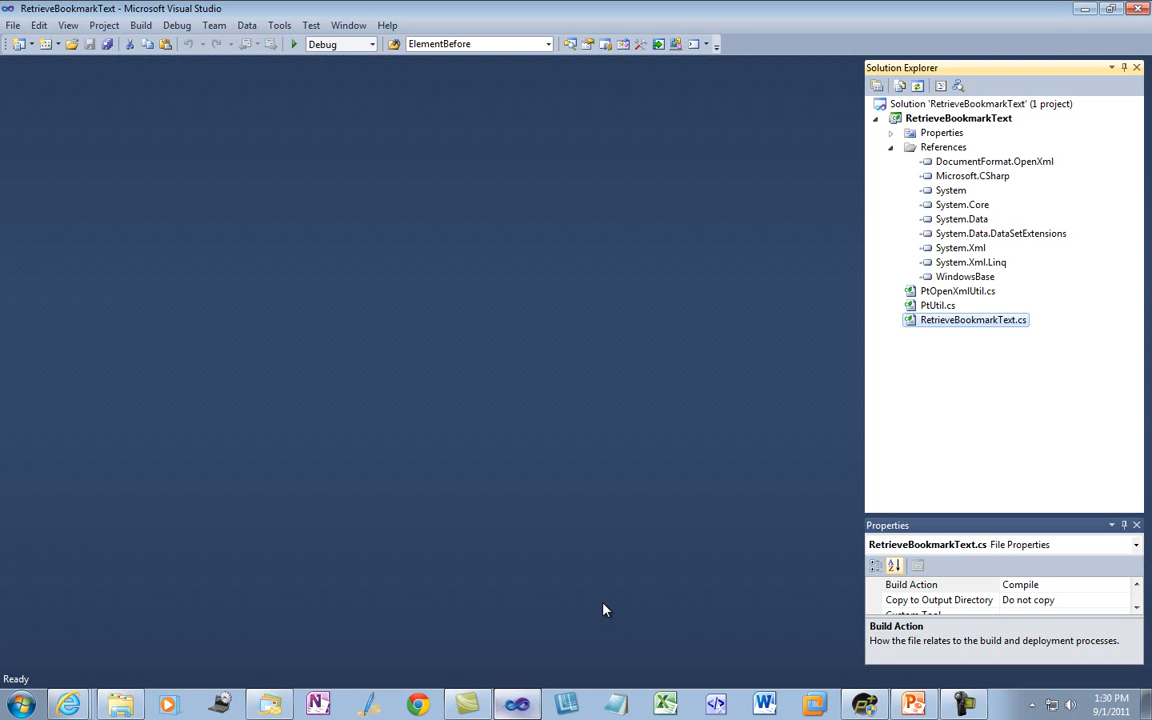 RetrieveBookmarkText - Microsoft Visual Studio
File Edit View Project Build Debug Team Data Tools Test Window Help
Debug ElementBefore
Solution Explorer
Solution 'RetrieveBookmarkText' (1 project)
RetrieveBookmarkText
Properties
References
DocumentFormat.OpenXml
Microsoft.CSharp
System
System.Core
System.Data
System.Data.DataSetExtensions
System.Xml
System.Xml.Linq
WindowsBase
PtOpenXmlUtil.cs
PtUtil.cs
RetrieveBookmarkText.cs
Properties
RetrieveBookmarkText.cs File Properties
Build Action Compile
Copy to Output Directory Do not copy
Build Action
How the file relates to the build and deployment processes.
Ready
1:30 PM
9/1/2011